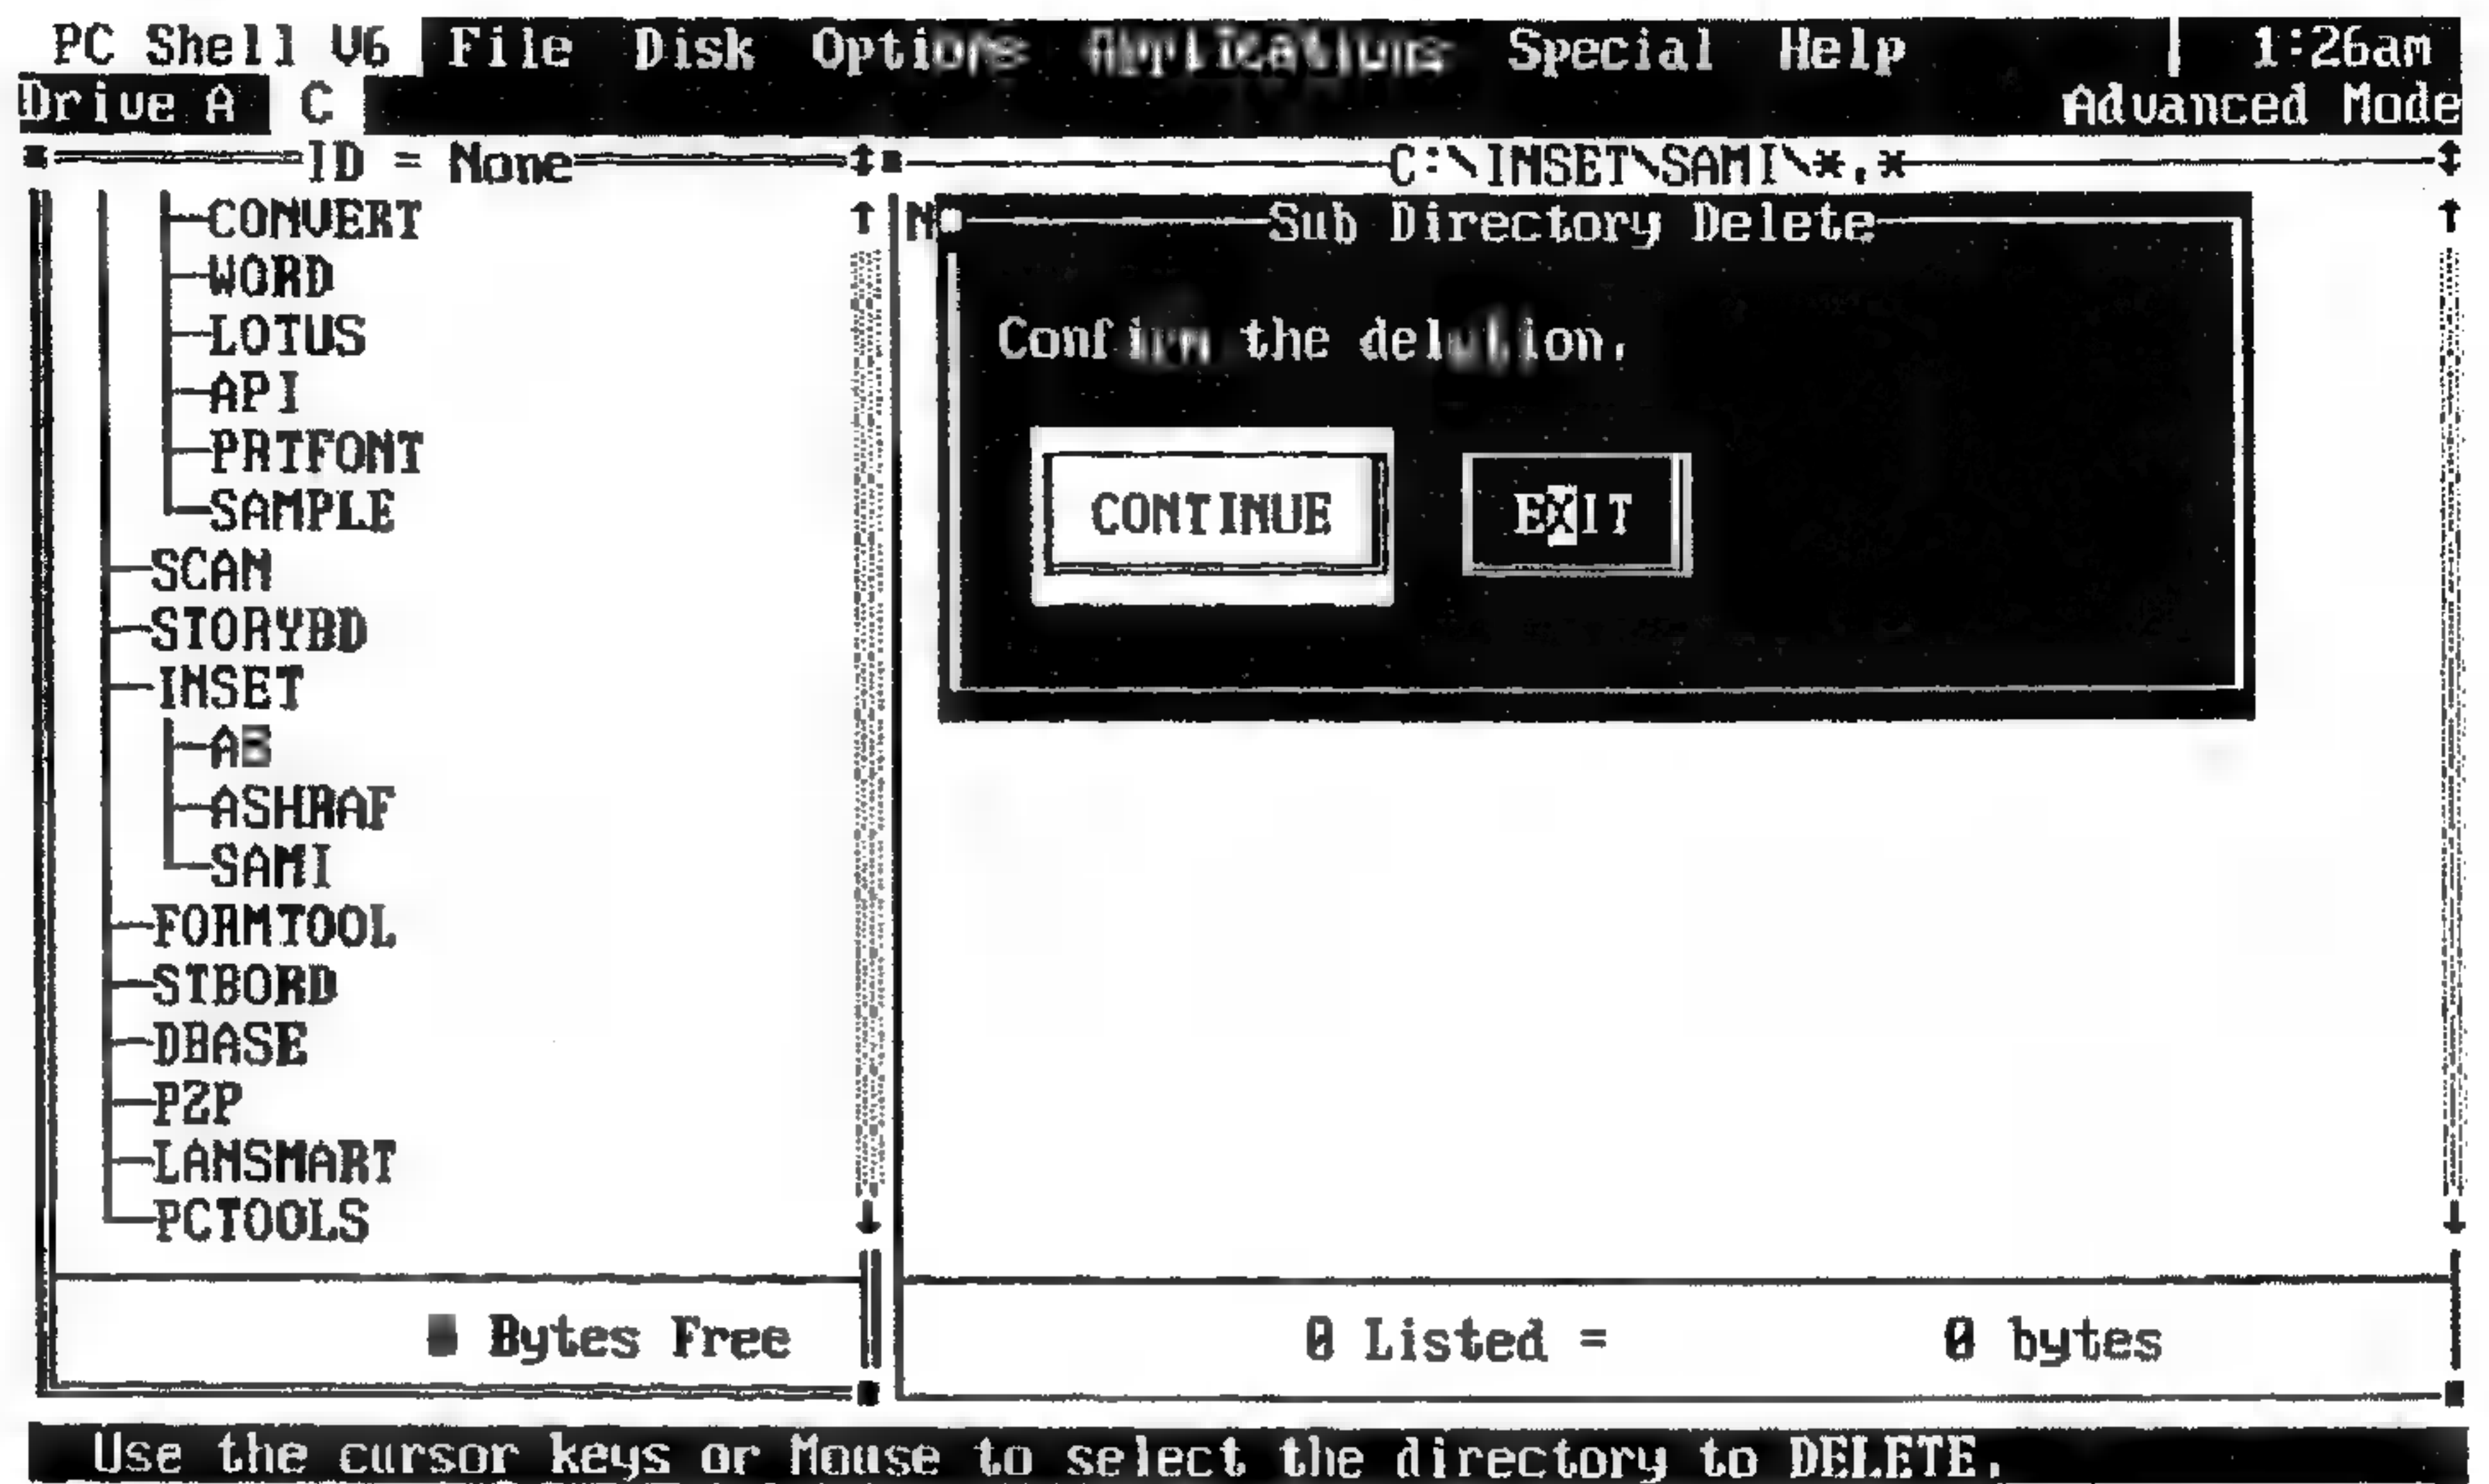 PC Shell V6 File Disk Options Applications Special Help 1:26am
Drive A C Advanced Mode
ID = None
C:\INSET\SAMI\*.*
CONVERT
WORD
LOTUS
API
PRTFONT
SAMPLE
SCAN
STORYBD
INSET
AB
ASHRAF
SAMI
FORMTOOL
STBORD
DBASE
P2P
LANSMART
PCTOOLS
N
Sub Directory Delete
Confirm the deletion.
CONTINUE EXIT
Bytes Free
0 Listed = 0 bytes
Use the cursor keys or Mouse to select the directory to DELETE.